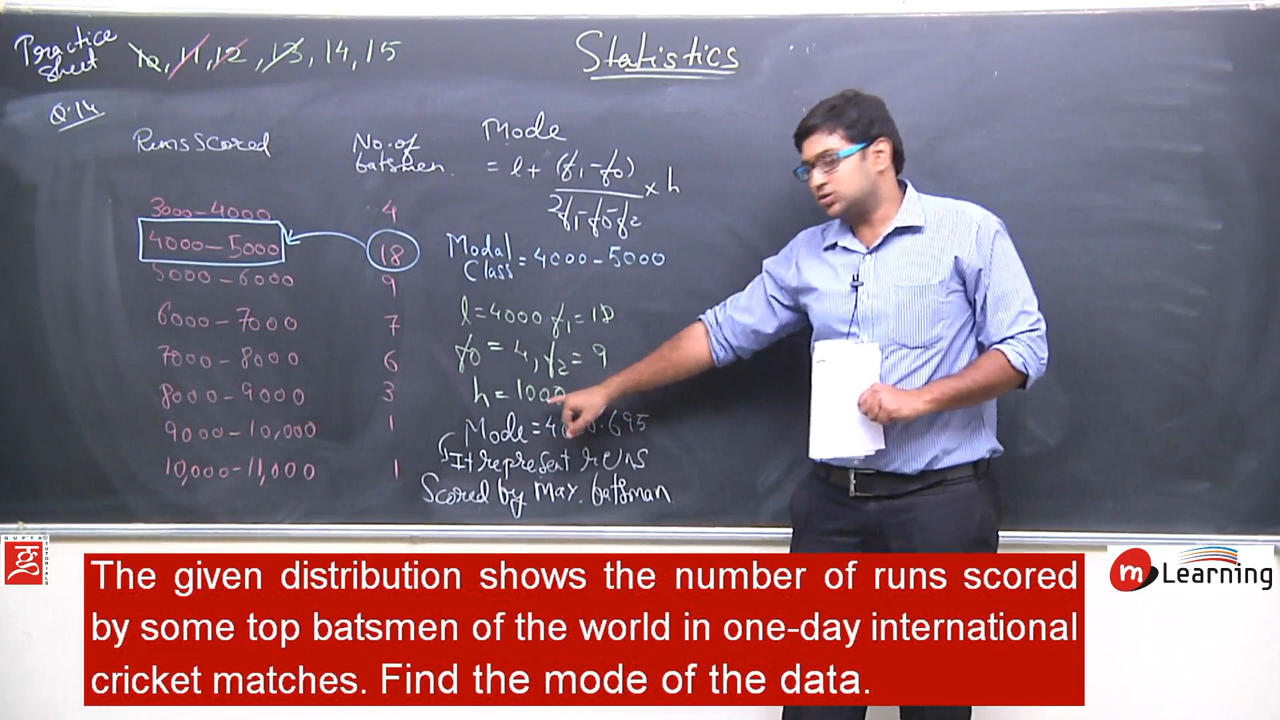 Practice Sheet 10, 11, 12, 13, 14, 15
Statistics
Q.14
Runs Scored
No. of batsmen.
3000-4000 4
4000-5000 18
5000-6000 9
6000-7000 7
7000-8000 6
8000-9000 3
9000-10,000 1
10,000-11,000 1
Mode
= l + (f1-f0)
2f1-f0-f2
x h
Modal Class = 4000-5000
l=4000 f1=18
f0 = 4, f2 = 9
h = 1000
Mode = .695
It represent runs
Scored by Max. batsman
GUPTA TUTORIALS
The given distribution shows the number of runs scored
by some top batsmen of the world in one-day international
cricket matches. Find the mode of the data.
m Learning